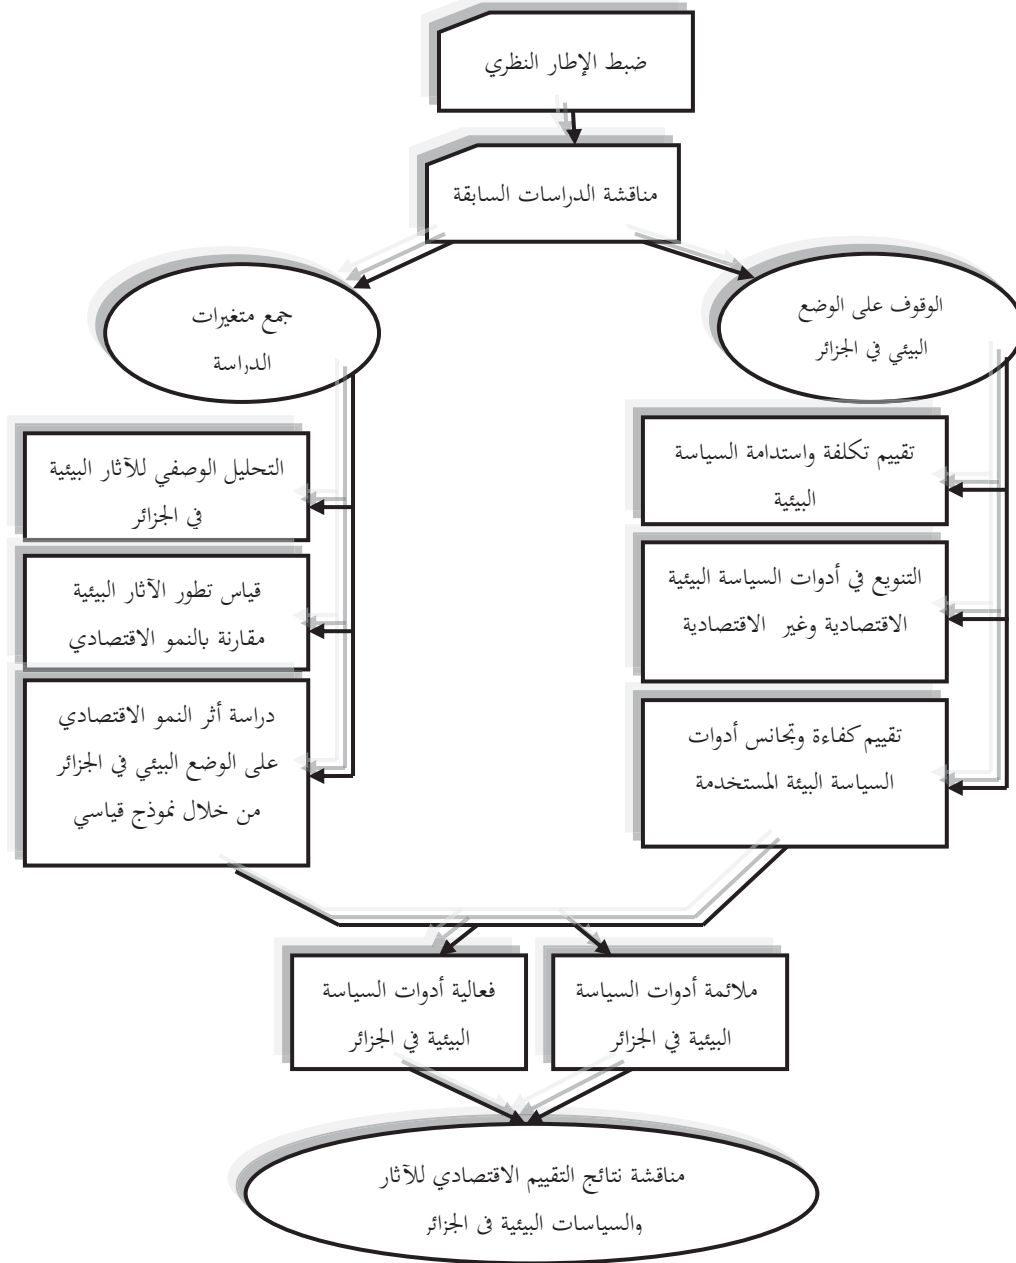 ضبط الإطار النظري
مناقشة الدراسات السابقة
الوقوف على الوضع
البيئي في الجزائر
جمع متغيرات
الدراسة
تقييم تكلفة واستدامة السياسة
البيئية
التنويع في أدوات السياسة البيئية
الاقتصادية وغير الاقتصادية
تقييم كفاءة وتجانس أدوات
السياسة البيئة المستخدمة
التحليل الوصفي للآثار البيئية
في الجزائر
قياس تطور الآثار البيئية
مقارنة بالنمو الاقتصادي
دراسة أثر النمو الاقتصادي
على الوضع البيئي في الجزائر
من خلال نموذج قياسي
ملائمة أدوات السياسة
البيئية في الجزائر
فعالية أدوات السياسة
البيئية في الجزائر
مناقشة نتائج التقييم الاقتصادي للآثار
والسياسات البيئية في الجزائر